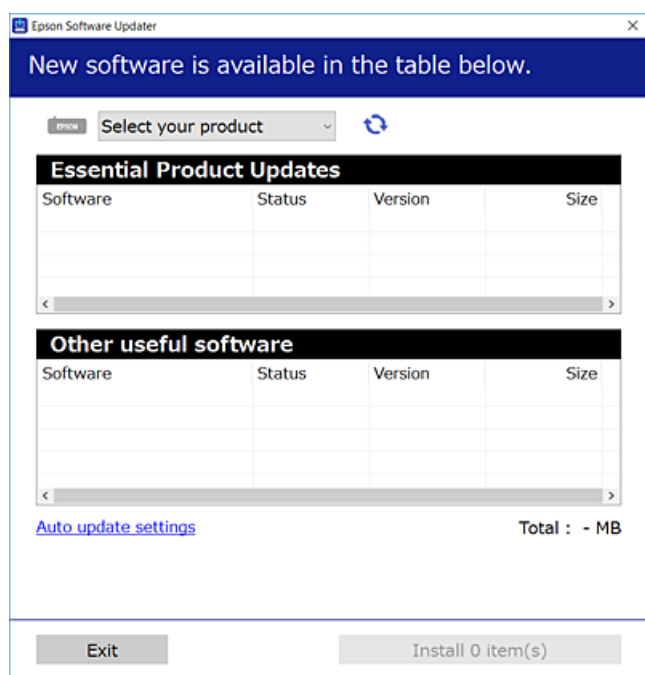 Epson Software Updater
New software is available in the table below.
EPSON Select your product
Essential Product Updates
Software Status Version Size
Other useful software
Software Status Version Size
Auto update settings Total : - MB
Exit Install 0 item(s)